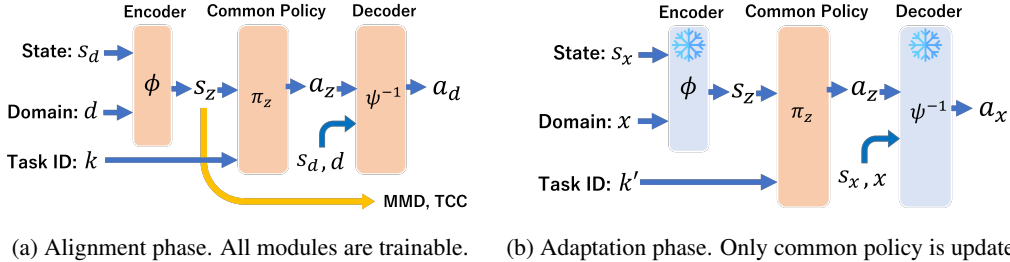 Encoder Common Policy Decoder
State: s_d
ϕ s_z π_z a_z ψ⁻¹ a_d
Domain: d
Task ID: k
s_d, d
MMD, TCC
(a) Alignment phase. All modules are trainable.
Encoder Common Policy Decoder
State: s_x
ϕ s_z π_z a_z ψ⁻¹ a_x
Domain: x
Task ID: k′
s_x, x
(b) Adaptation phase. Only common policy is update